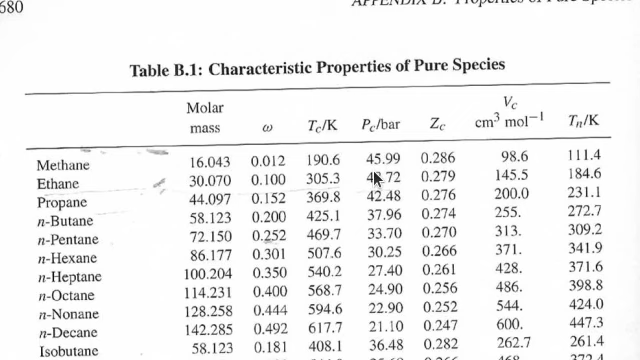 680
APPENDIX B. Properties of Pure Species
Table B.1: Characteristic Properties of Pure Species
Molar mass ω Tc/K Pc/bar Zc Vc cm³ mol⁻¹ Tn/K
Methane 16.043 0.012 190.6 45.99 0.286 98.6 111.4
Ethane 30.070 0.100 305.3 0.279 145.5 184.6
Propane 44.097 0.152 369.8 42.48 0.276 200.0 231.1
n-Butane 58.123 0.200 425.1 37.96 0.274 255. 272.7
n-Pentane 72.150 0.252 469.7 33.70 0.270 313. 309.2
n-Hexane 86.177 0.301 507.6 30.25 0.266 371. 341.9
n-Heptane 100.204 0.350 540.2 27.40 0.261 428. 371.6
n-Octane 114.231 0.400 568.7 24.90 0.256 486. 398.8
n-Nonane 128.258 0.444 594.6 22.90 0.252 544. 424.0
n-Decane 142.285 0.492 617.7 21.10 0.247 600. 447.3
Isobutane 58.123 0.181 408.1 36.48 0.282 262.7 261.4